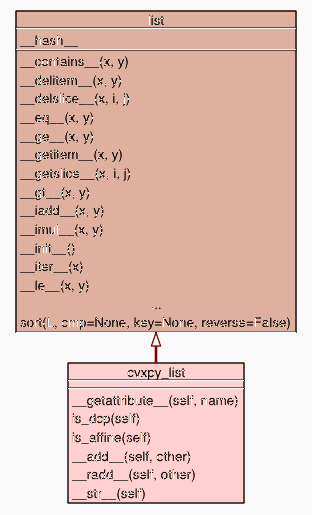 list
__hash__
__contains__(x, y)
__delitem__(x, y)
__delslice__(x, i, j)
__eq__(x, y)
__ge__(x, y)
__getitem__(x, y)
__getslice__(x, i, j)
__gt__(x, y)
__iadd__(x, y)
__imul__(x, y)
__init__()
__iter__(x)
__le__(x, y)
...
sort(L, cmp=None, key=None, reverse=False)
cvxpy_list
__getattribute__(self, name)
is_dcp(self)
is_affine(self)
__add__(self, other)
__radd__(self, other)
__str__(self)